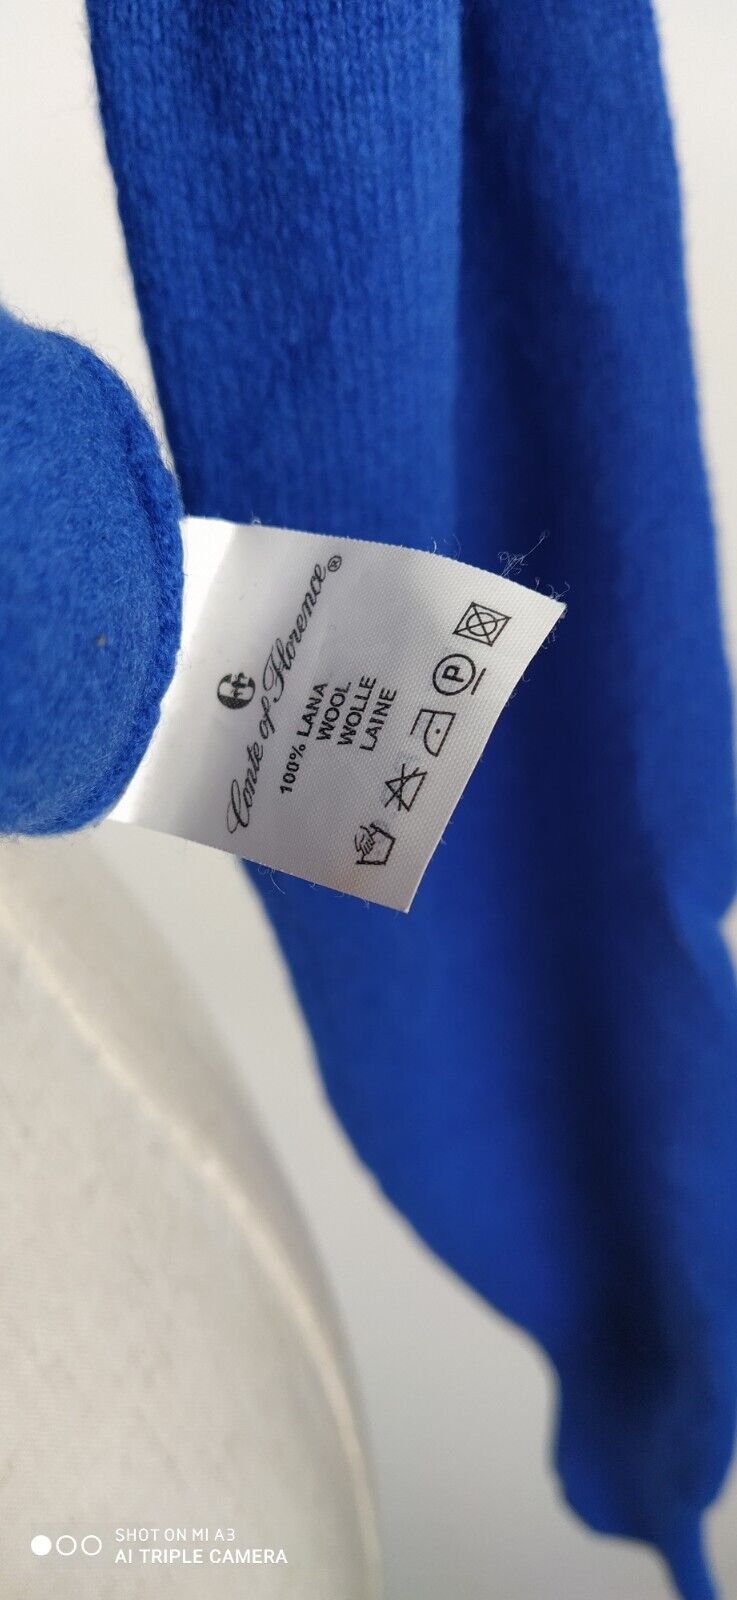 Conte of Florence®
100% LANA
WOOL
WOLLE
LAINE
P
SHOT ON MI A3
AI TRIPLE CAMERA